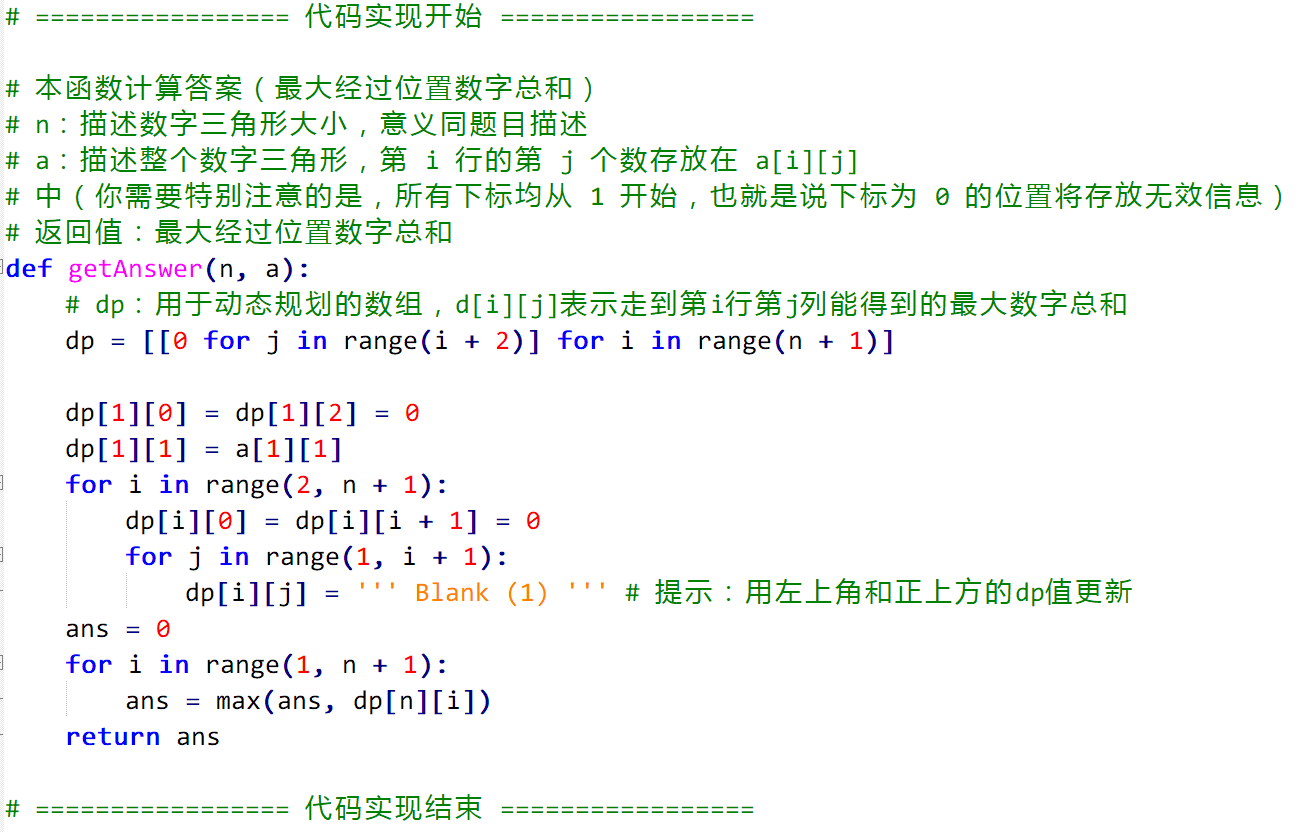 # ================= 代码实现开始 =================
# 本函数计算答案（最大经过位置数字总和）
# n：描述数字三角形大小，意义同题目描述
# a：描述整个数字三角形，第 i 行的第 j 个数存放在 a[i][j]
# 中（你需要特别注意的是，所有下标均从 1 开始，也就是说下标为 0 的位置将存放无效信息）
# 返回值：最大经过位置数字总和
def getAnswer(n, a):
    # dp：用于动态规划的数组，d[i][j]表示走到第i行第j列能得到的最大数字总和
    dp = [[0 for j in range(i + 2)] for i in range(n + 1)]
    dp[1][0] = dp[1][2] = 0
    dp[1][1] = a[1][1]
    for i in range(2, n + 1):
        dp[i][0] = dp[i][i + 1] = 0
        for j in range(1, i + 1):
            dp[i][j] = ''' Blank (1) ''' # 提示：用左上角和正上方的dp值更新
    ans = 0
    for i in range(1, n + 1):
        ans = max(ans, dp[n][i])
    return ans
# ================= 代码实现结束 =================